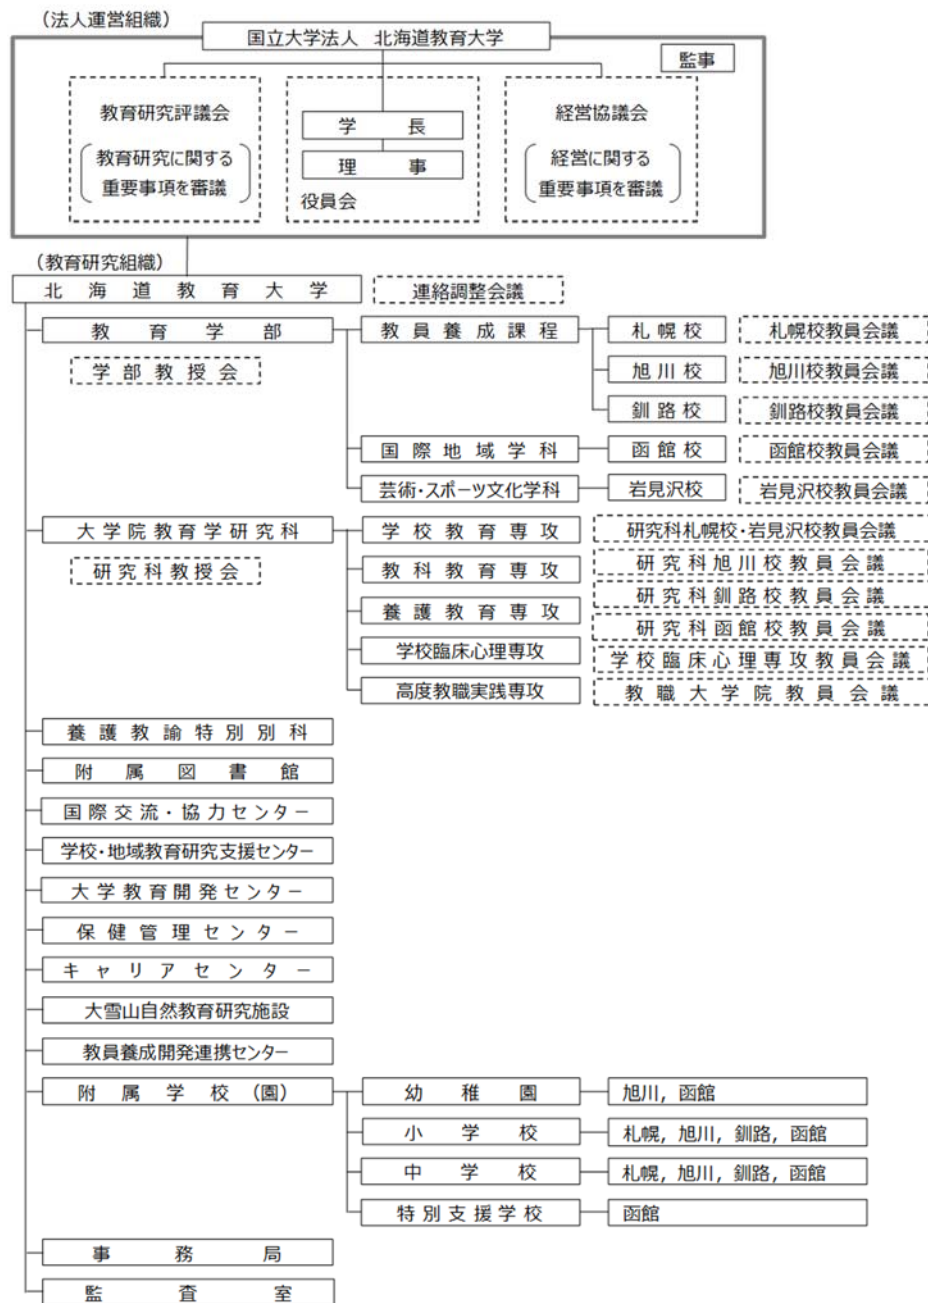 （法人運営組織）
国立大学法人 北海道教育大学
監事
教育研究評議会
教育研究に関する
重要事項を審議
学長
理事
役員会
経営協議会
経営に関する
重要事項を審議
（教育研究組織）
北海道教育大学
連絡調整会議
教育学部
教員養成課程
札幌校
札幌校教員会議
学部教授会
旭川校
旭川校教員会議
釧路校
釧路校教員会議
国際地域学科
函館校
函館校教員会議
芸術・スポーツ文化学科
岩見沢校
岩見沢校教員会議
大学院教育学研究科
学校教育専攻
研究科札幌校・岩見沢校教員会議
研究科教授会
教科教育専攻
研究科旭川校教員会議
研究科釧路校教員会議
養護教育専攻
研究科函館校教員会議
学校臨床心理専攻
学校臨床心理専攻教員会議
高度教職実践専攻
教職大学院教員会議
養護教諭特別別科
附属図書館
国際交流・協力センター
学校・地域教育研究支援センター
大学教育開発センター
保健管理センター
キャリアセンター
大雪山自然教育研究施設
教員養成開発連携センター
附属学校（園）
幼稚園
旭川，函館
小学校
札幌，旭川，釧路，函館
中学校
札幌，旭川，釧路，函館
特別支援学校
函館
事務局
監査室